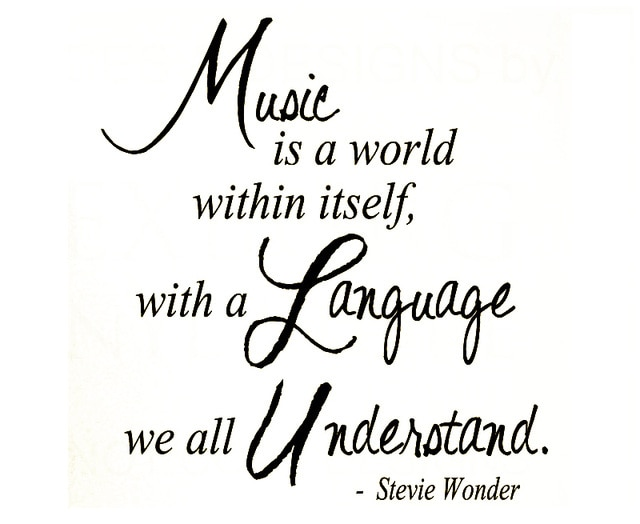 Music
is a world
within itself,
with a Language
we all Understand.
- Stevie Wonder